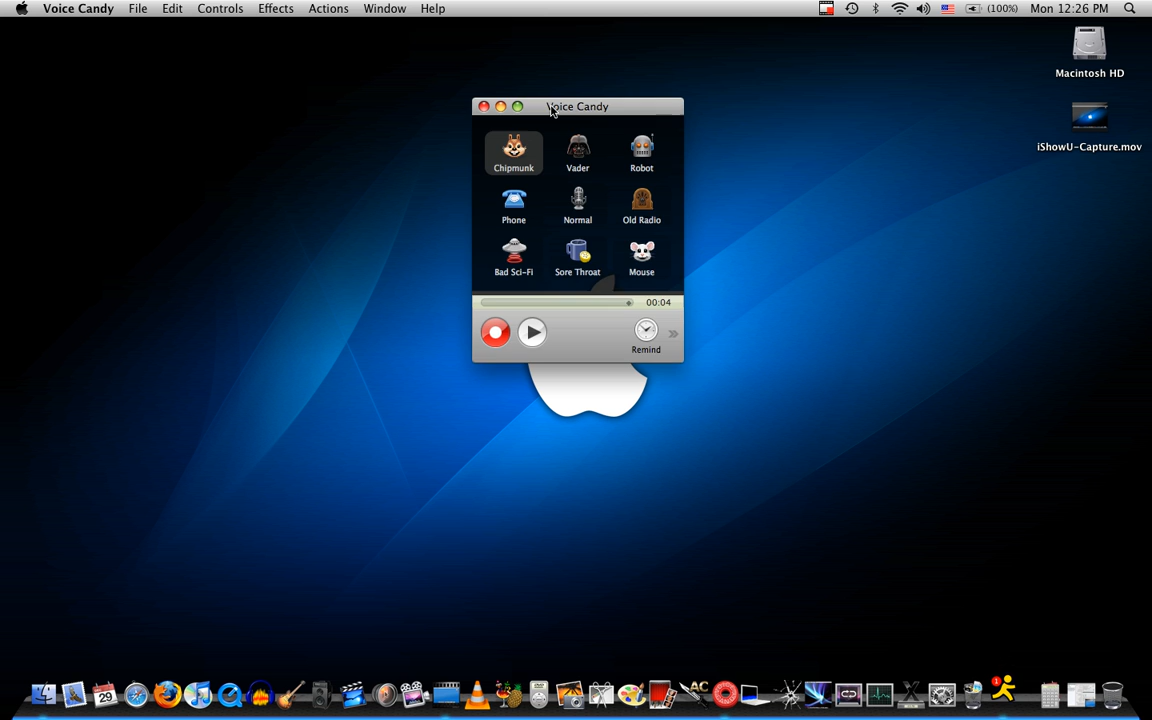 Voice Candy File Edit Controls Effects Actions Window Help (100%) Mon 12:26 PM
Macintosh HD
iShowU-Capture.mov
Voice Candy
Chipmunk Vader Robot
Phone Normal Old Radio
Bad Sci-Fi Sore Throat Mouse
00:04
Remind
29
AC
1